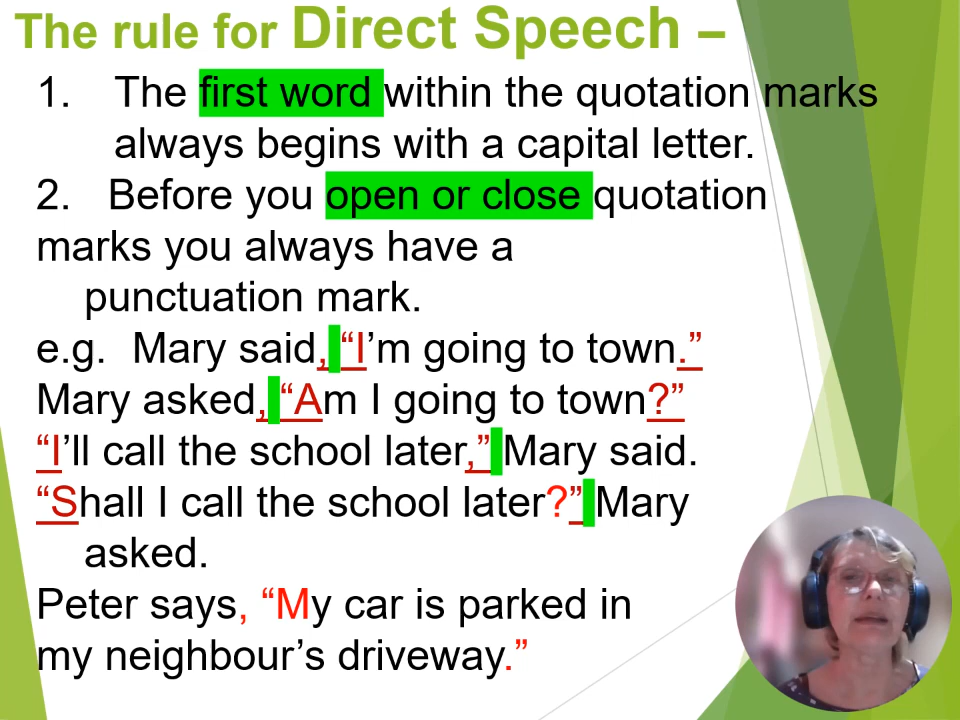 The rule for Direct Speech –
1. The first word within the quotation marks
always begins with a capital letter.
2. Before you open or close quotation
marks you always have a
punctuation mark.
e.g. Mary said, “I’m going to town.”
Mary asked, “Am I going to town?”
“I’ll call the school later,” Mary said.
“Shall I call the school later?” Mary
asked.
Peter says, “My car is parked in
my neighbour’s driveway.”